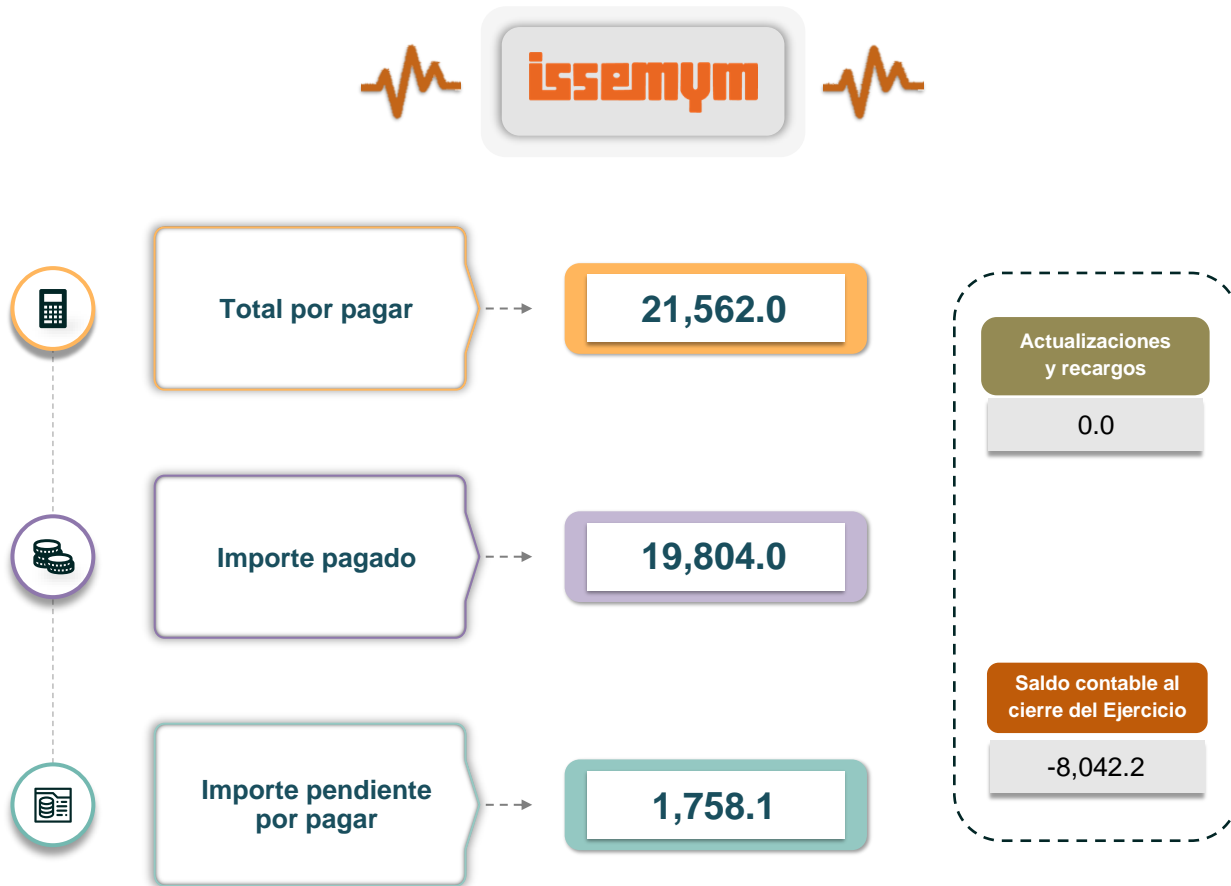 issemym
Total por pagar
21,562.0
Importe pagado
19,804.0
Importe pendiente
por pagar
1,758.1
Actualizaciones
y recargos
0.0
Saldo contable al
cierre del Ejercicio
-8,042.2